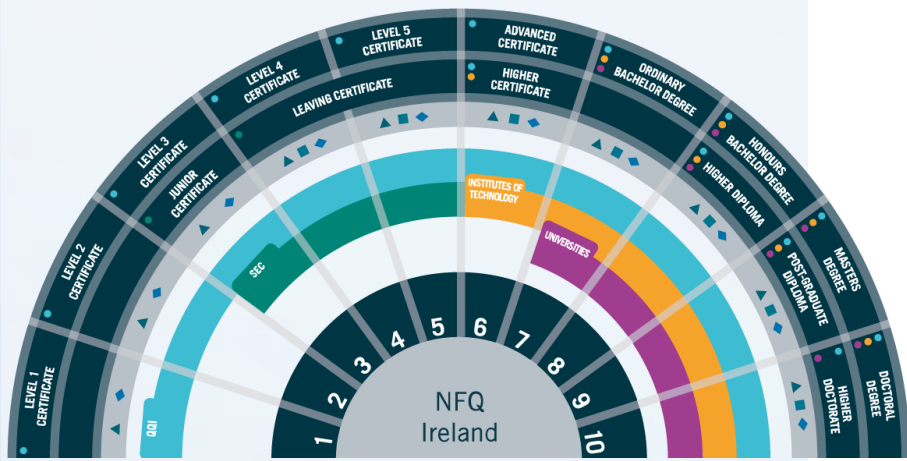 LEVEL 1
CERTIFICATE
LEVEL 2
CERTIFICATE
LEVEL 3
CERTIFICATE
LEVEL 4
CERTIFICATE
LEVEL 5
CERTIFICATE
ADVANCED
CERTIFICATE
ORDINARY
BACHELOR DEGREE
HONOURS
BACHELOR DEGREE
MASTERS
DEGREE
DOCTORAL
DEGREE
JUNIOR
CERTIFICATE
LEAVING CERTIFICATE
HIGHER
CERTIFICATE
HIGHER DIPLOMA
POST-GRADUATE
DIPLOMA
HIGHER
DOCTORATE
QQI
SEC
INSTITUTES OF
TECHNOLOGY
UNIVERSITIES
1
2
3
4
5
6
7
8
9
10
NFQ
Ireland